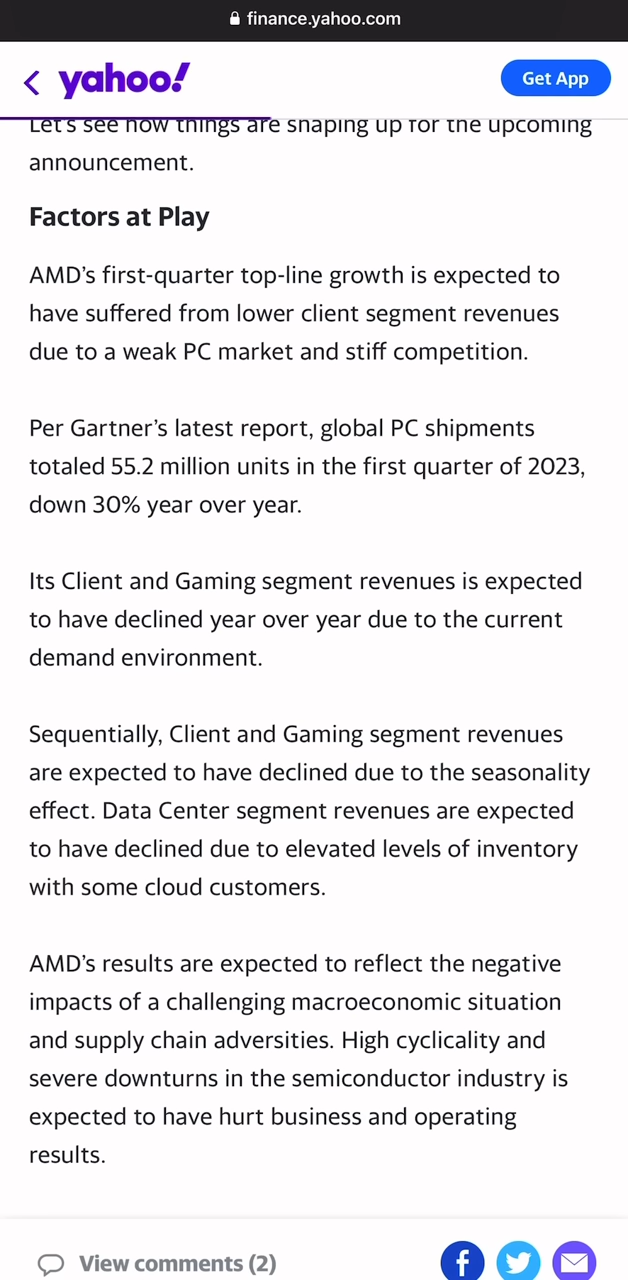 finance.yahoo.com
yahoo!
Get App
Let's see how things are shaping up for the upcoming
announcement.
Factors at Play
AMD’s first-quarter top-line growth is expected to
have suffered from lower client segment revenues
due to a weak PC market and stiff competition.
Per Gartner’s latest report, global PC shipments
totaled 55.2 million units in the first quarter of 2023,
down 30% year over year.
Its Client and Gaming segment revenues is expected
to have declined year over year due to the current
demand environment.
Sequentially, Client and Gaming segment revenues
are expected to have declined due to the seasonality
effect. Data Center segment revenues are expected
to have declined due to elevated levels of inventory
with some cloud customers.
AMD’s results are expected to reflect the negative
impacts of a challenging macroeconomic situation
and supply chain adversities. High cyclicality and
severe downturns in the semiconductor industry is
expected to have hurt business and operating
results.
View comments (2)